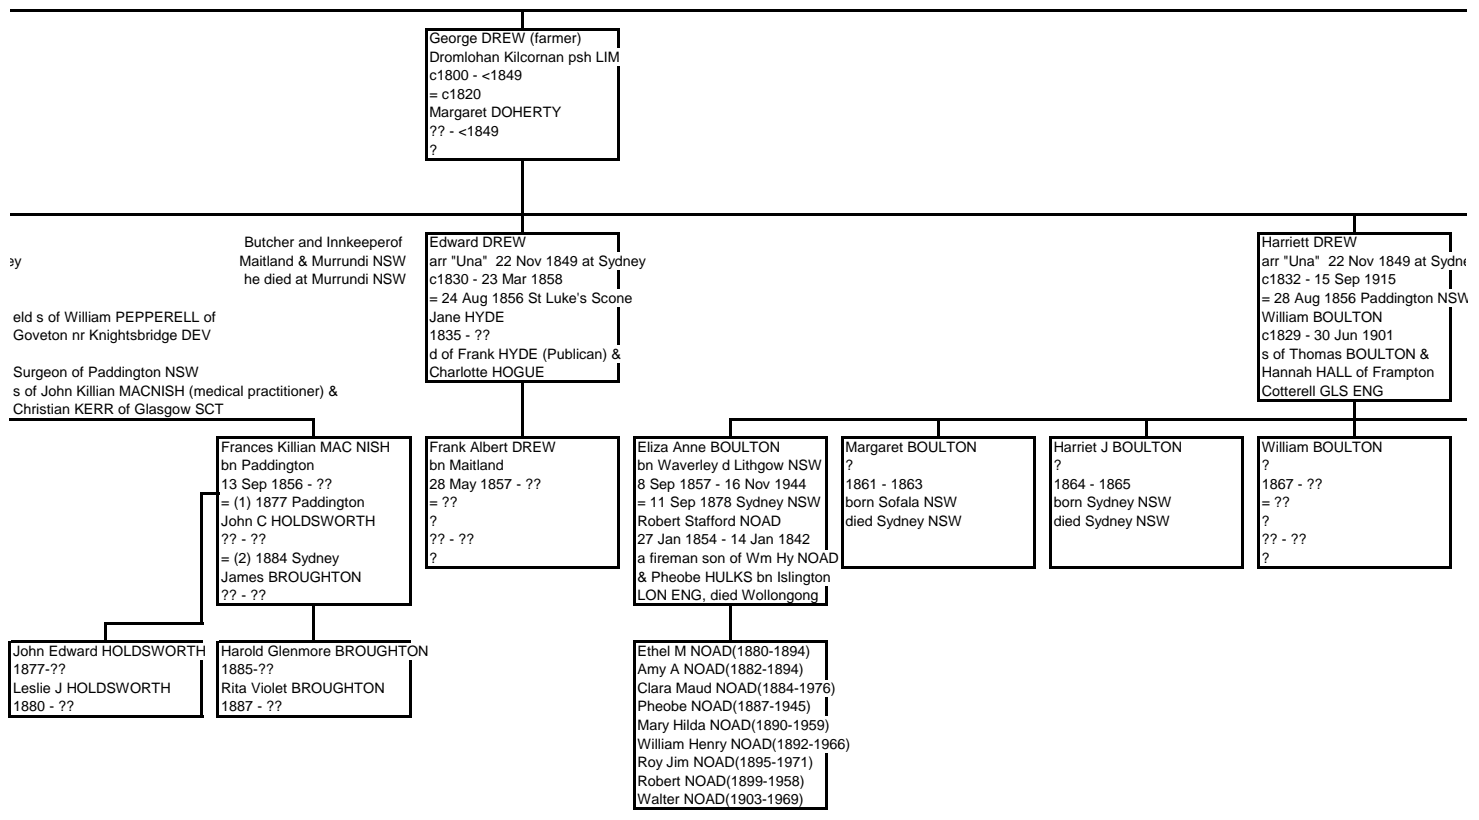 George DREW (farmer)
Dromlohan Kilcornan psh LIM
c1800 - <1849
= c1820
Margaret DOHERTY
?? - <1849
?
ey
eld s of William PEPPERELL of
Goveton nr Knightsbridge DEV
Surgeon of Paddington NSW
s of John Killian MACNISH (medical practitioner) &
Christian KERR of Glasgow SCT
Butcher and Innkeeperof
Maitland & Murrundi NSW
he died at Murrundi NSW
Edward DREW
arr "Una"  22 Nov 1849 at Sydney
c1830 - 23 Mar 1858
= 24 Aug 1856 St Luke's Scone
Jane HYDE
1835 - ??
d of Frank HYDE (Publican) &
Charlotte HOGUE
Harriett DREW
arr "Una"  22 Nov 1849 at Sydne
c1832 - 15 Sep 1915
= 28 Aug 1856 Paddington NSW
William BOULTON
c1829 - 30 Jun 1901
s of Thomas BOULTON &
Hannah HALL of Frampton
Cotterell GLS ENG
Frances Killian MAC NISH
bn Paddington
13 Sep 1856 - ??
= (1) 1877 Paddington
John C HOLDSWORTH
?? - ??
= (2) 1884 Sydney
James BROUGHTON
?? - ??
Frank Albert DREW
bn Maitland
28 May 1857 - ??
= ??
?
?? - ??
?
Eliza Anne BOULTON
bn Waverley d Lithgow NSW
8 Sep 1857 - 16 Nov 1944
= 11 Sep 1878 Sydney NSW
Robert Stafford NOAD
27 Jan 1854 - 14 Jan 1842
a fireman son of Wm Hy NOAD
& Pheobe HULKS bn Islington
LON ENG, died Wollongong
Margaret BOULTON
?
1861 - 1863
born Sofala NSW
died Sydney NSW
Harriet J BOULTON
?
1864 - 1865
born Sydney NSW
died Sydney NSW
William BOULTON
?
1867 - ??
= ??
?
?? - ??
?
John Edward HOLDSWORTH
1877-??
Leslie J HOLDSWORTH
1880 - ??
Harold Glenmore BROUGHTON
1885-??
Rita Violet BROUGHTON
1887 - ??
Ethel M NOAD(1880-1894)
Amy A NOAD(1882-1894)
Clara Maud NOAD(1884-1976)
Pheobe NOAD(1887-1945)
Mary Hilda NOAD(1890-1959)
William Henry NOAD(1892-1966)
Roy Jim NOAD(1895-1971)
Robert NOAD(1899-1958)
Walter NOAD(1903-1969)